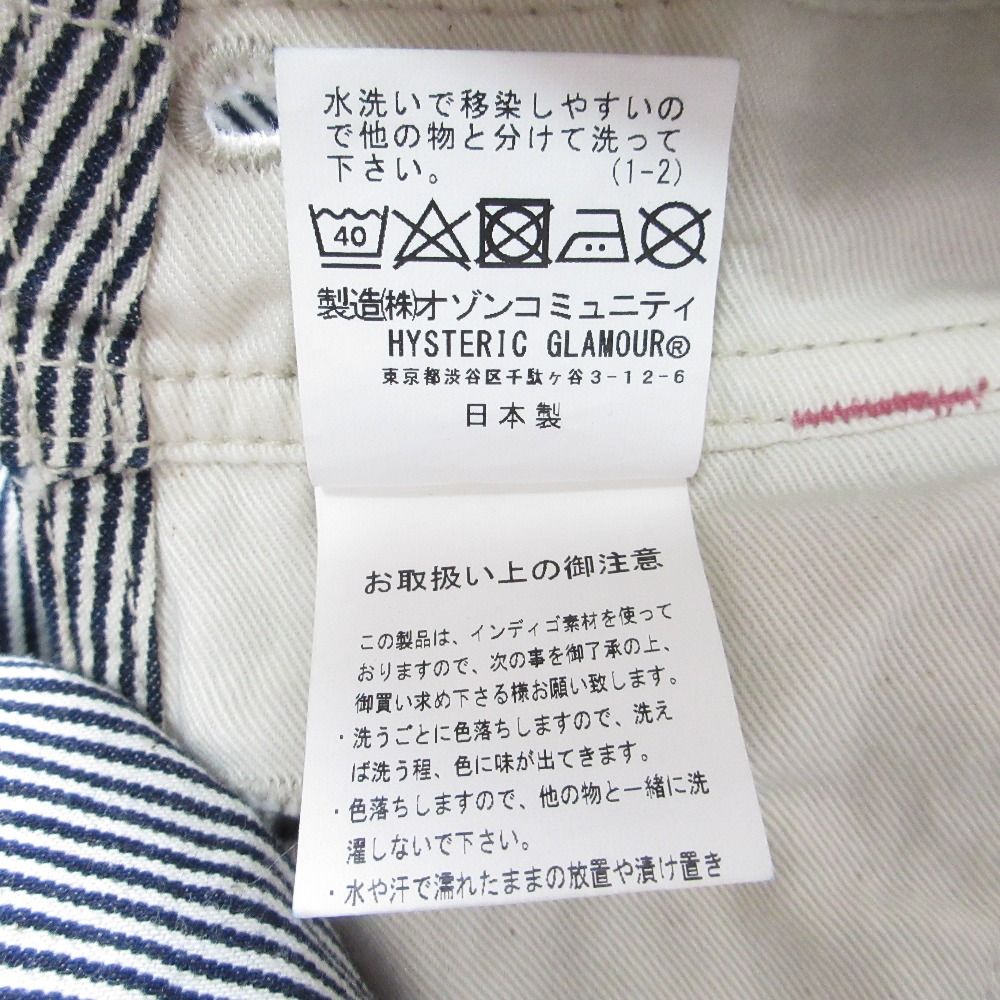 水洗いで移染しやすいの
で他の物と分けて洗って
下さい。 (1-2)
40
製造(株)オゾンコミュニティ
HYSTERIC GLAMOUR®
東京都渋谷区千駄ヶ谷3-12-6
日本製
お取扱い上の御注意
この製品は、インディゴ素材を使って
おりますので、次の事を御了承の上、
御買い求め下さる様お願い致します。
・洗うごとに色落ちしますので、洗え
ば洗う程、色に味が出てきます。
・色落ちしますので、他の物と一緒に洗
濯しないで下さい。
・水や汗で濡れたままの放置や漬け置き